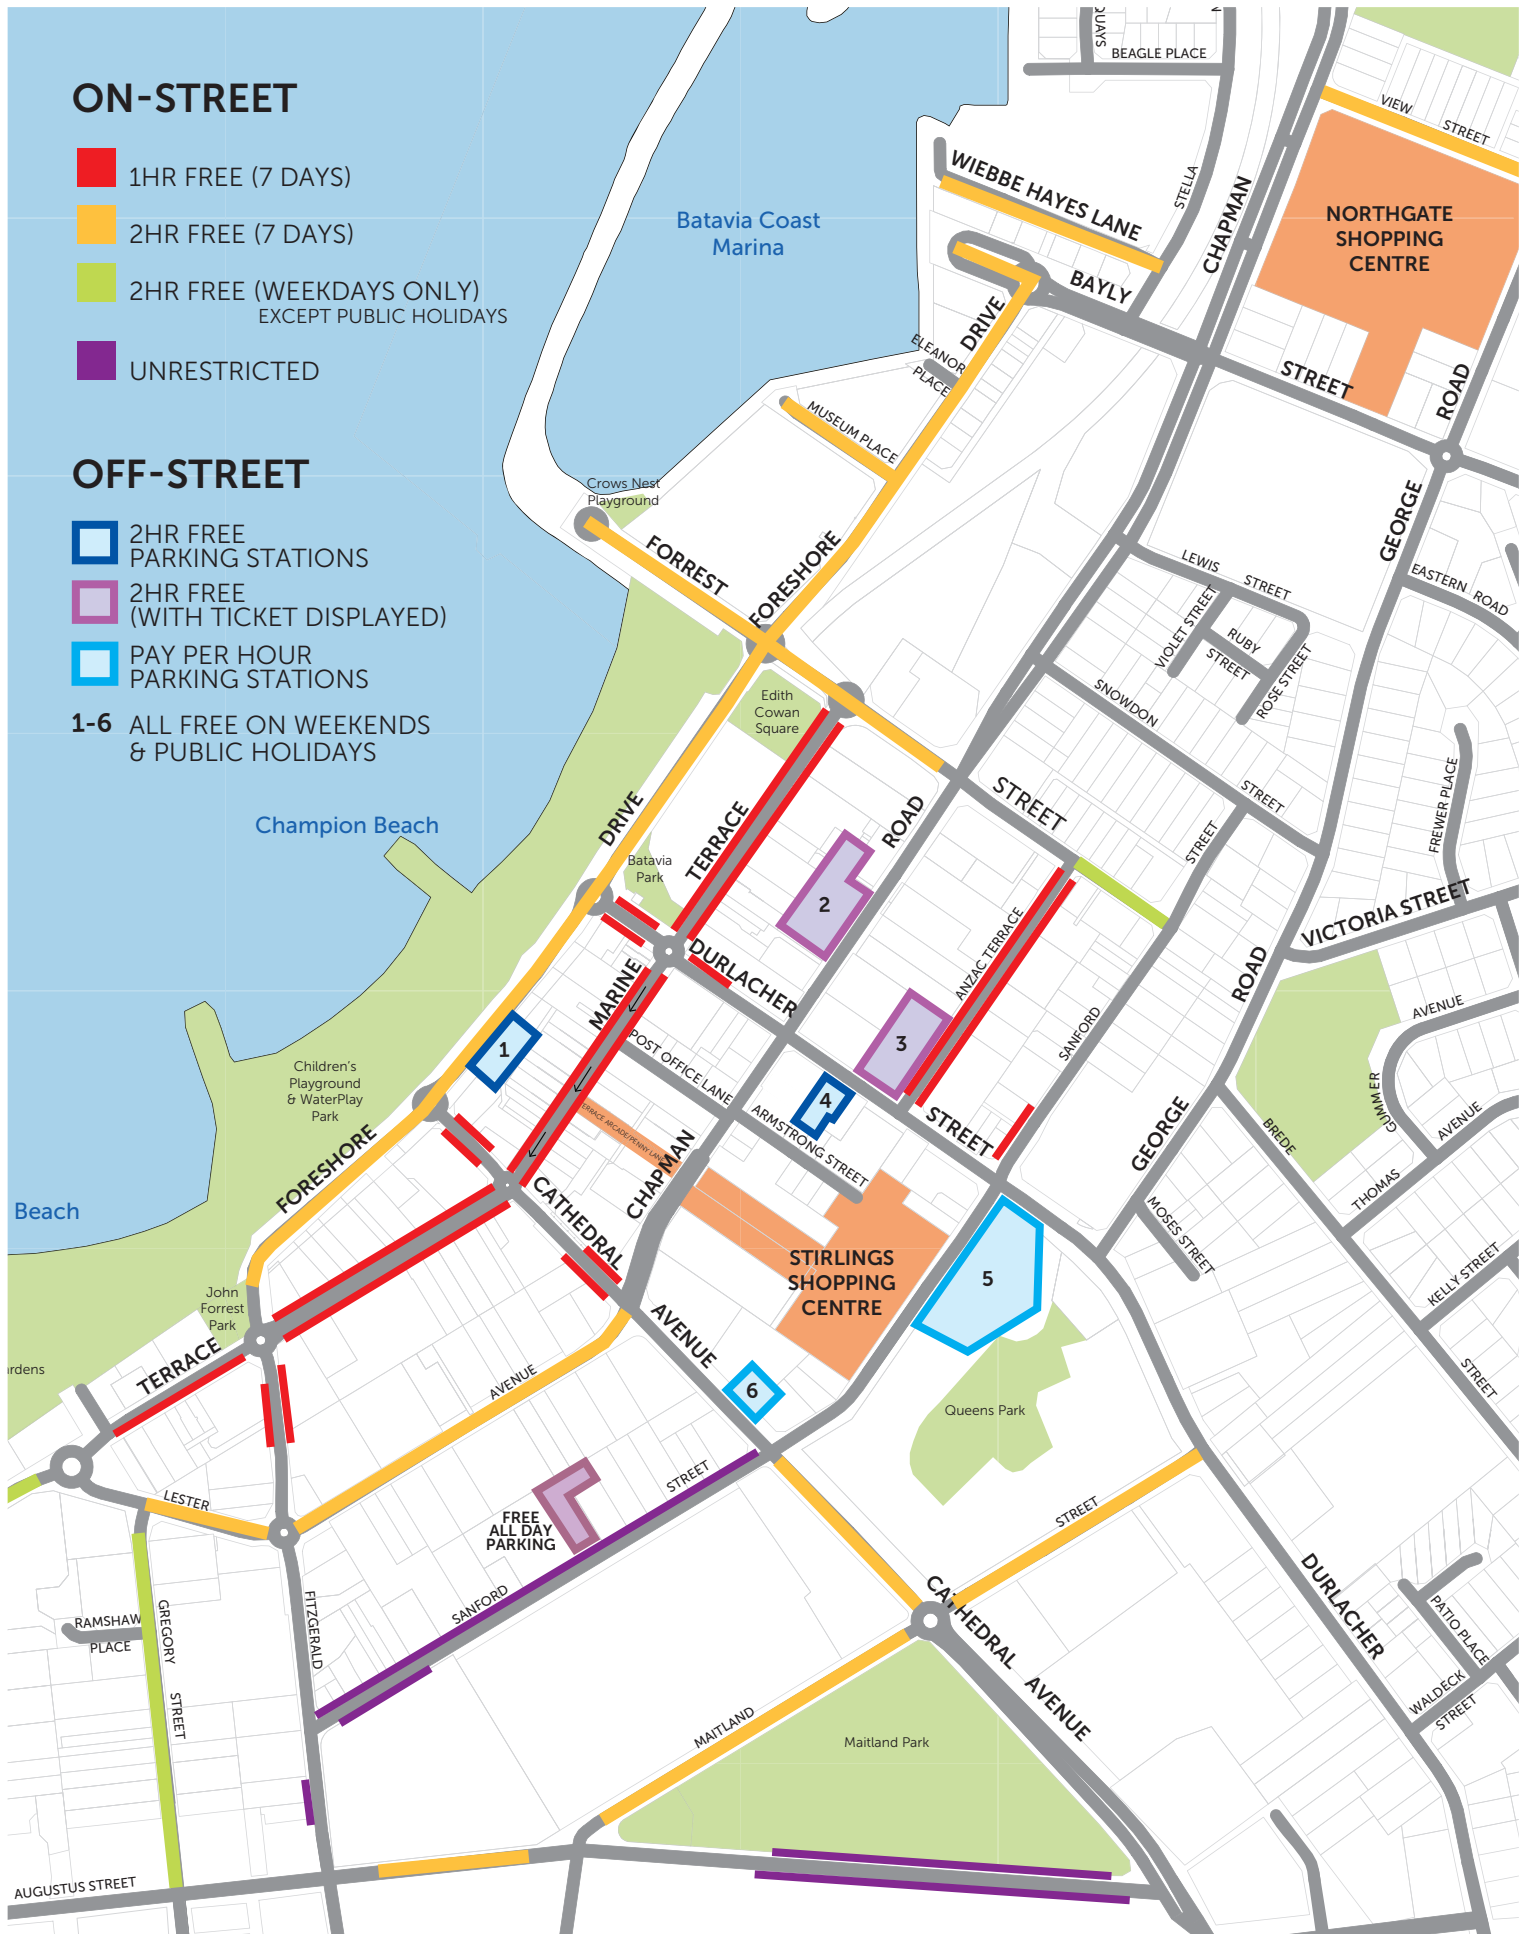 ON-STREET
1HR FREE (7 DAYS)
2HR FREE (7 DAYS)
2HR FREE (WEEKDAYS ONLY)
EXCEPT PUBLIC HOLIDAYS
UNRESTRICTED
OFF-STREET
2HR FREE
PARKING STATIONS
2HR FREE
(WITH TICKET DISPLAYED)
PAY PER HOUR
PARKING STATIONS
1-6 ALL FREE ON WEEKENDS
& PUBLIC HOLIDAYS
QUAYS
BEAGLE PLACE
VIEW STREET
WIEBBE HAYES LANE
STELLA
CHAPMAN
NORTHGATE
SHOPPING
CENTRE
Batavia Coast
Marina
BAYLY
STREET
DRIVE
ELEANOR
PLACE
ROAD
MUSEUM PLACE
Crows Nest
Playground
GEORGE
FORREST
FORESHORE
LEWIS STREET
EASTERN ROAD
VIOLET STREET
RUBY
STREET
ROSE STREET
SNOWDON
STREET
Edith
Cowan
Square
STREET
FREWER PLACE
DRIVE
TERRACE
ROAD
STREET
Champion Beach
Batavia
Park
2
VICTORIA STREET
ANZAC TERRACE
DURLACHER
ROAD
MARINE
AVENUE
1
POST OFFICE LANE
3
SANFORD
Children's
Playground
& WaterPlay
Park
4
ARMSTRONG STREET
STREET
GUMMER
AVENUE
BREDE
GEORGE
TERRACE ARCADE/PENNY LANE
FORESHORE
CHAPMAN
THOMAS
CATHEDRAL
Beach
MOSES STREET
STIRLINGS
SHOPPING
CENTRE
5
KELLY STREET
John
Forrest
Park
AVENUE
TERRACE
rdens
AVENUE
6
STREET
Queens Park
STREET
LESTER
FREE
ALL DAY
PARKING
STREET
SANFORD
CATHEDRAL AVENUE
DURLACHER
PATIO PLACE
RAMSHAW
PLACE
GREGORY
STREET
FITZGERALD
WALDECK
STREET
MAITLAND
Maitland Park
AUGUSTUS STREET